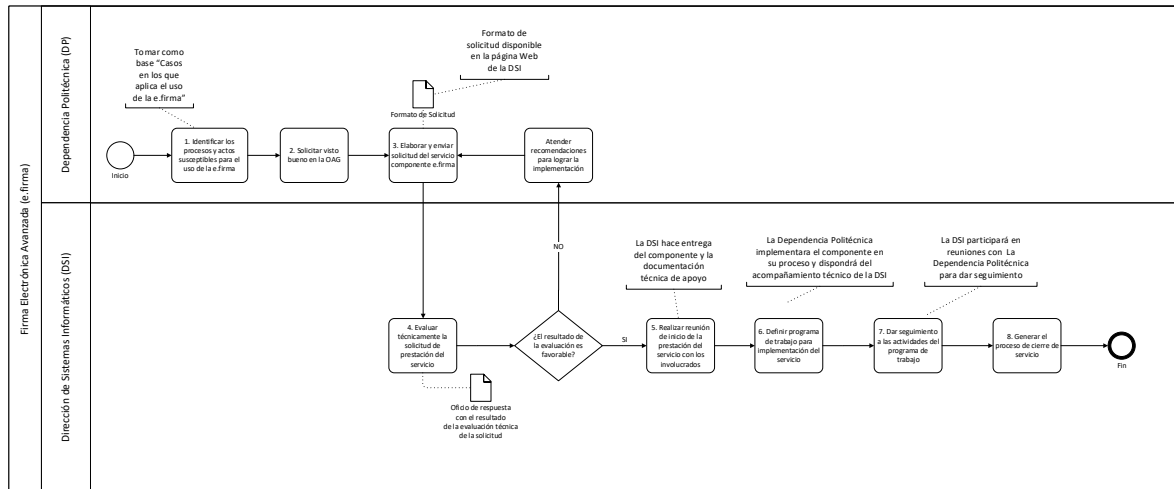 Firma Electrónica Avanzada (e.firma)
Dependencia Politécnica (DP)
Tomar como
base “Casos
en los que
aplica el uso
de la e.firma”
Formato de
solicitud disponible
en la página Web
de la DSI
Formato de Solicitud
Inicio
1. Identificar los
procesos y actos
susceptibles para el
uso de la e.firma
2. Solicitar visto
bueno en la OAG
3. Elaborar y enviar
solicitud del servicio
componente e.firma
Atender
recomendaciones
para lograr la
implementación
Dirección de Sistemas Informáticos (DSI)
NO
La DSI hace entrega
del componente y la
documentación
técnica de apoyo
La Dependencia Politécnica
implementara el componente en
su proceso y dispondrá del
acompañamiento técnico de la DSI
La DSI participará en
reuniones con La
Dependencia Politécnica
para dar seguimiento
4. Evaluar
técnicamente la
solicitud de
prestación del
servicio
¿El resultado de
la evaluación es
favorable?
SI
5. Realizar reunión
de inicio de la
prestación del
servicio con los
involucrados
6. Definir programa
de trabajo para
implementación del
servicio
7. Dar seguimiento
a las actividades del
programa de
trabajo
8. Generar el
proceso de cierre de
servicio
Fin
Oficio de respuesta
con el resultado
de la evaluación técnica
de la solicitud